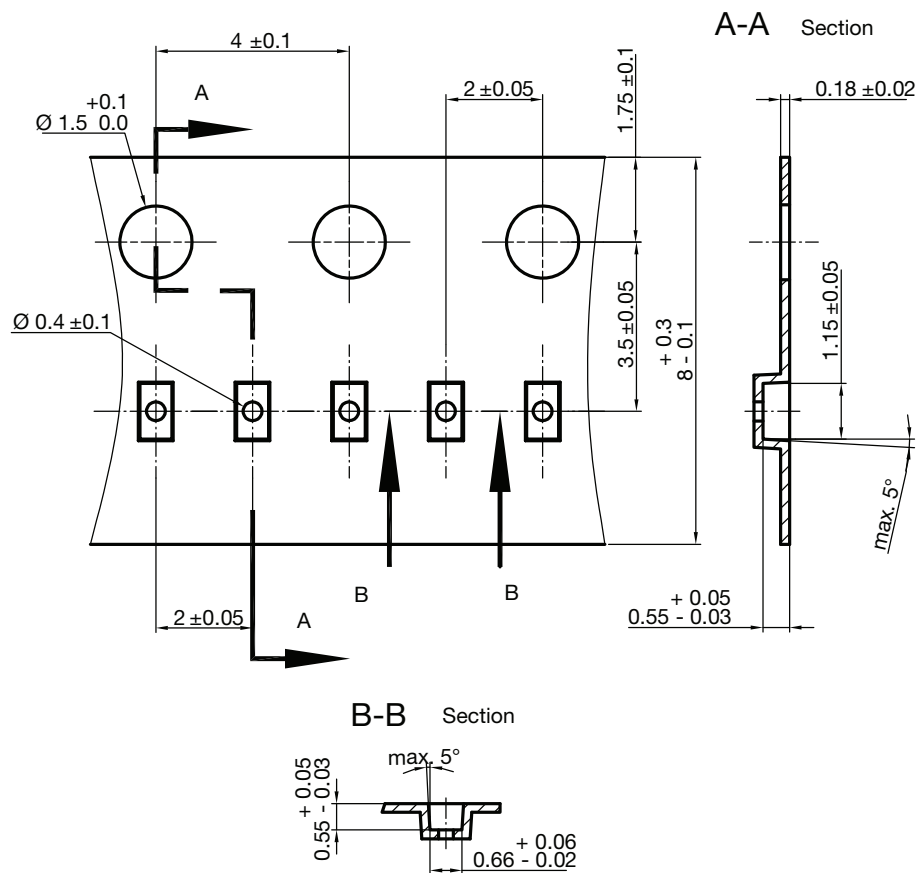 A-A Section
4 ±0.1
A
+0.1
Ø 1.5 0.0
2 ±0.05
1.75 ±0.1
0.18 ±0.02
Ø 0.4 ±0.1
3.5 ±0.05
+ 0.3
8 - 0.1
1.15 ±0.05
max. 5°
B
B
2 ±0.05
A
+ 0.05
0.55 - 0.03
B-B Section
max. 5°
+ 0.05
0.55 - 0.03
+ 0.06
0.66 - 0.02